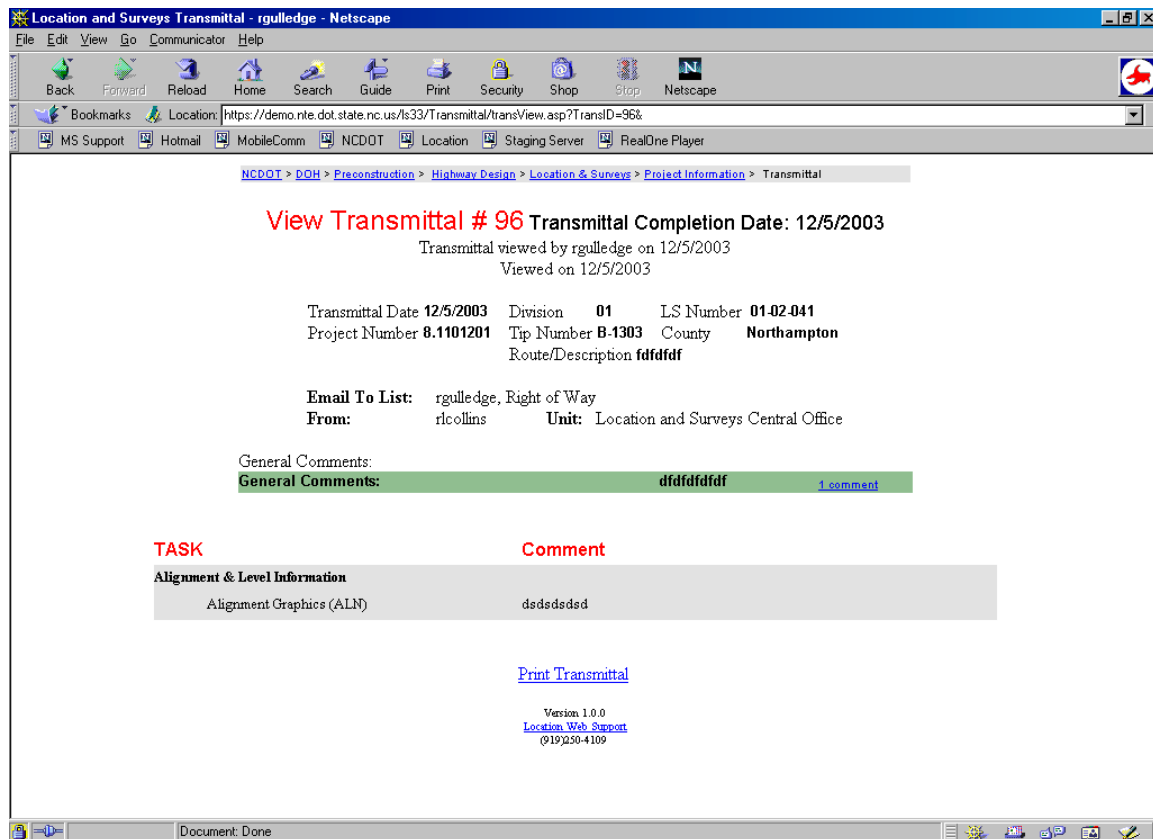 Location and Surveys Transmittal - rgulledge - Netscape
File Edit View Go Communicator Help
Back Forward Reload Home Search Guide Print Security Shop Stop Netscape
N
Bookmarks Location: https://demo.nte.dot.state.nc.us/ls33/Transmittal/transView.asp?TransID=96&
MS Support Hotmail MobileComm NCDOT Location Staging Server RealOne Player
NCDOT > DOH > Preconstruction > Highway Design > Location & Surveys > Project Information > Transmittal
View Transmittal # 96 Transmittal Completion Date: 12/5/2003
Transmittal viewed by rgulledge on 12/5/2003
Viewed on 12/5/2003
Transmittal Date 12/5/2003 Division 01 LS Number 01-02-041
Project Number 8.1101201 Tip Number B-1303 County Northampton
Route/Description fdfdfdf
Email To List: rgulledge, Right of Way
From: rlcollins Unit: Location and Surveys Central Office
General Comments:
General Comments: dfdfdfdfdf 1 comment
TASK Comment
Alignment & Level Information
Alignment Graphics (ALN) dsdsdsdsd
Print Transmittal
Version 1.0.0
Location Web Support
(919)250-4109
Document: Done